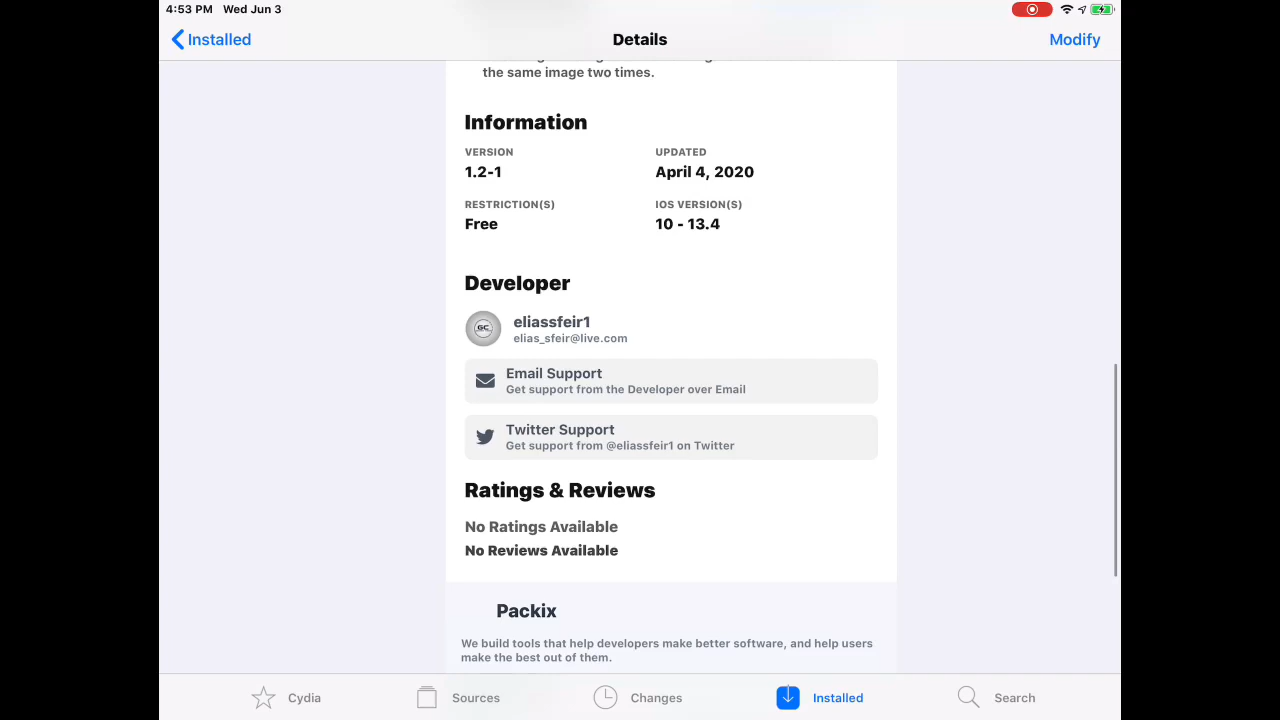 4:53 PM Wed Jun 3
Installed
Details
Modify
the same image two times.
Information
VERSION
UPDATED
1.2-1
April 4, 2020
RESTRICTION(S)
IOS VERSION(S)
Free
10 - 13.4
Developer
GC
eliassfeir1
elias_sfeir@live.com
Email Support
Get support from the Developer over Email
Twitter Support
Get support from @eliassfeir1 on Twitter
Ratings & Reviews
No Ratings Available
No Reviews Available
Packix
We build tools that help developers make better software, and help users
make the best out of them.
Cydia
Sources
Changes
Installed
Search